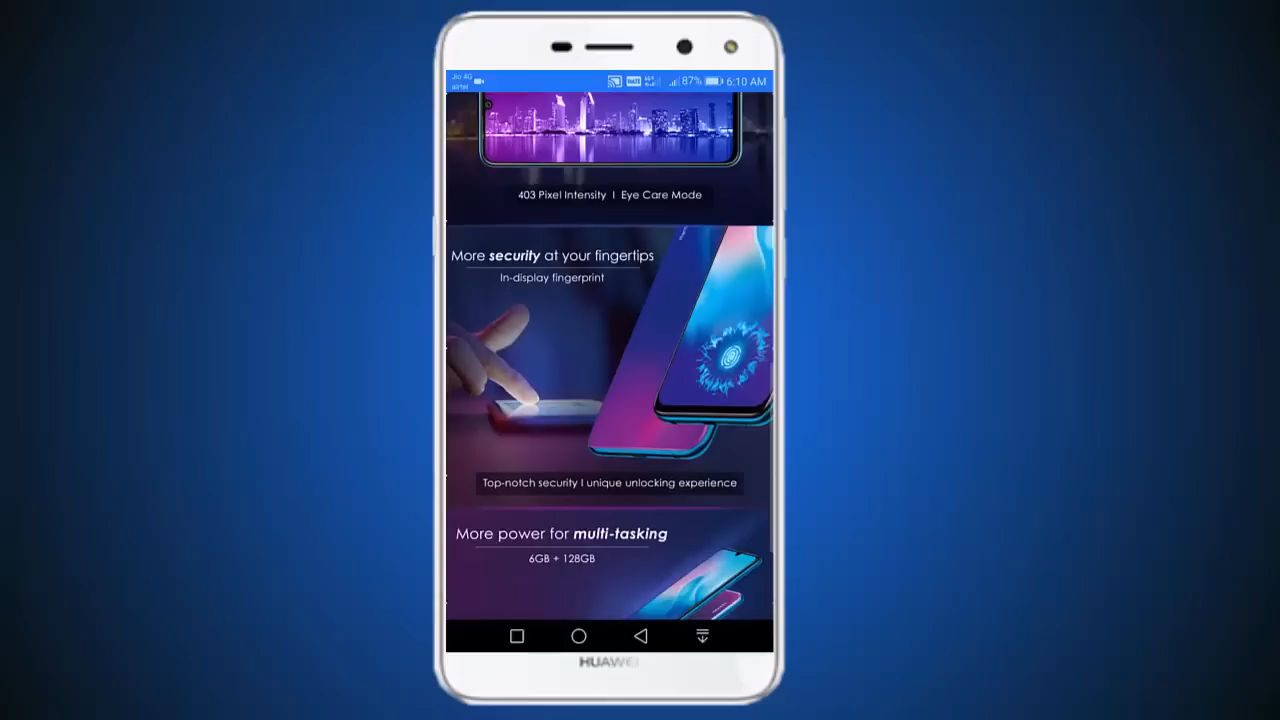 Jio 4G
airtel
VoLTE
87%
6:10 AM
403 Pixel Intensity I Eye Care Mode
More security at your fingertips
In-display fingerprint
Top-notch security I unique unlocking experience
More power for multi-tasking
6GB + 128GB
HUAWEI